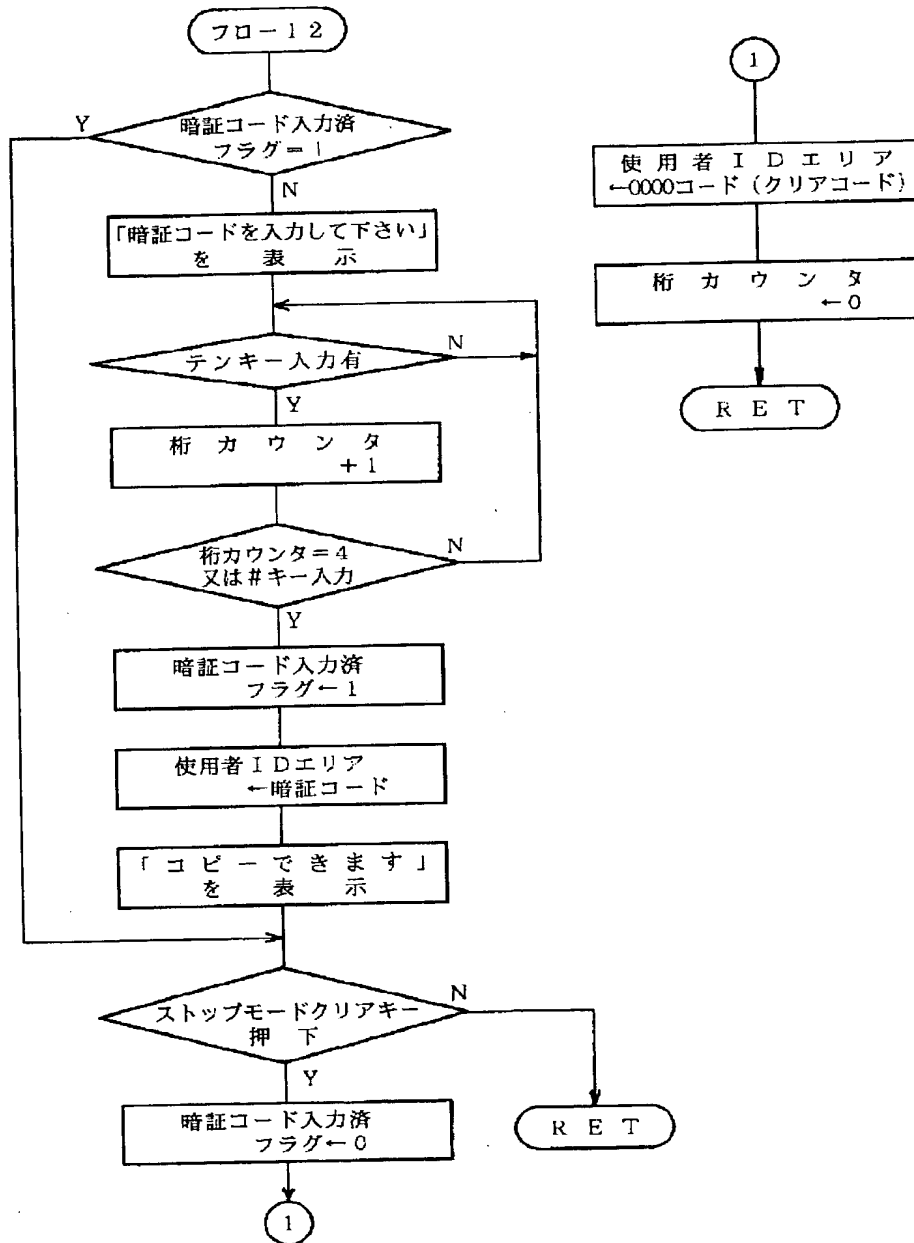 フロー12
暗証コード入力済
フラグ=1
Y
N
「暗証コードを入力して下さい」
を表示
テンキー入力有
N
Y
桁カウンタ
+1
桁カウンタ=4
又は#キー入力
N
Y
暗証コード入力済
フラグ←1
使用者IDエリア
←暗証コード
「コピーできます」
を表示
ストップモードクリアキー
押下
N
Y
暗証コード入力済
フラグ←0
RET
1
1
使用者IDエリア
←0000コード(クリアコード)
桁カウンタ
←0
RET